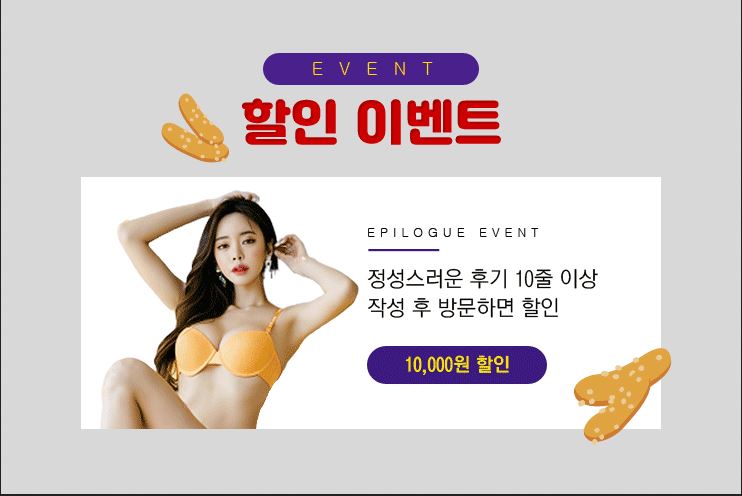 EVENT
할인 이벤트
EPILOGUE EVENT
정성스러운 후기 10줄 이상
작성 후 방문하면 할인
10,000원 할인